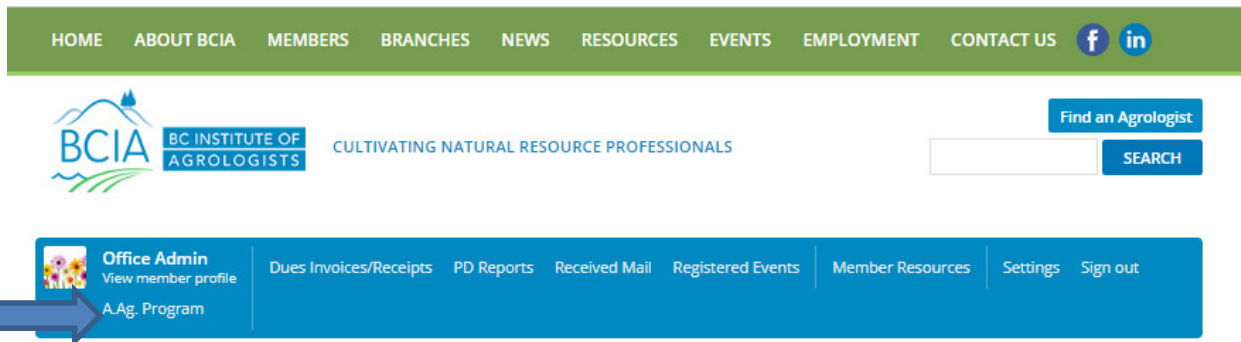 HOME ABOUT BCIA MEMBERS BRANCHES NEWS RESOURCES EVENTS EMPLOYMENT CONTACT US f in
Find an Agrologist
BCIA BC INSTITUTE OF
AGROLOGISTS
CULTIVATING NATURAL RESOURCE PROFESSIONALS
SEARCH
Office Admin
View member profile
Dues Invoices/Receipts PD Reports Received Mail Registered Events Member Resources Settings Sign out
A.Ag. Program